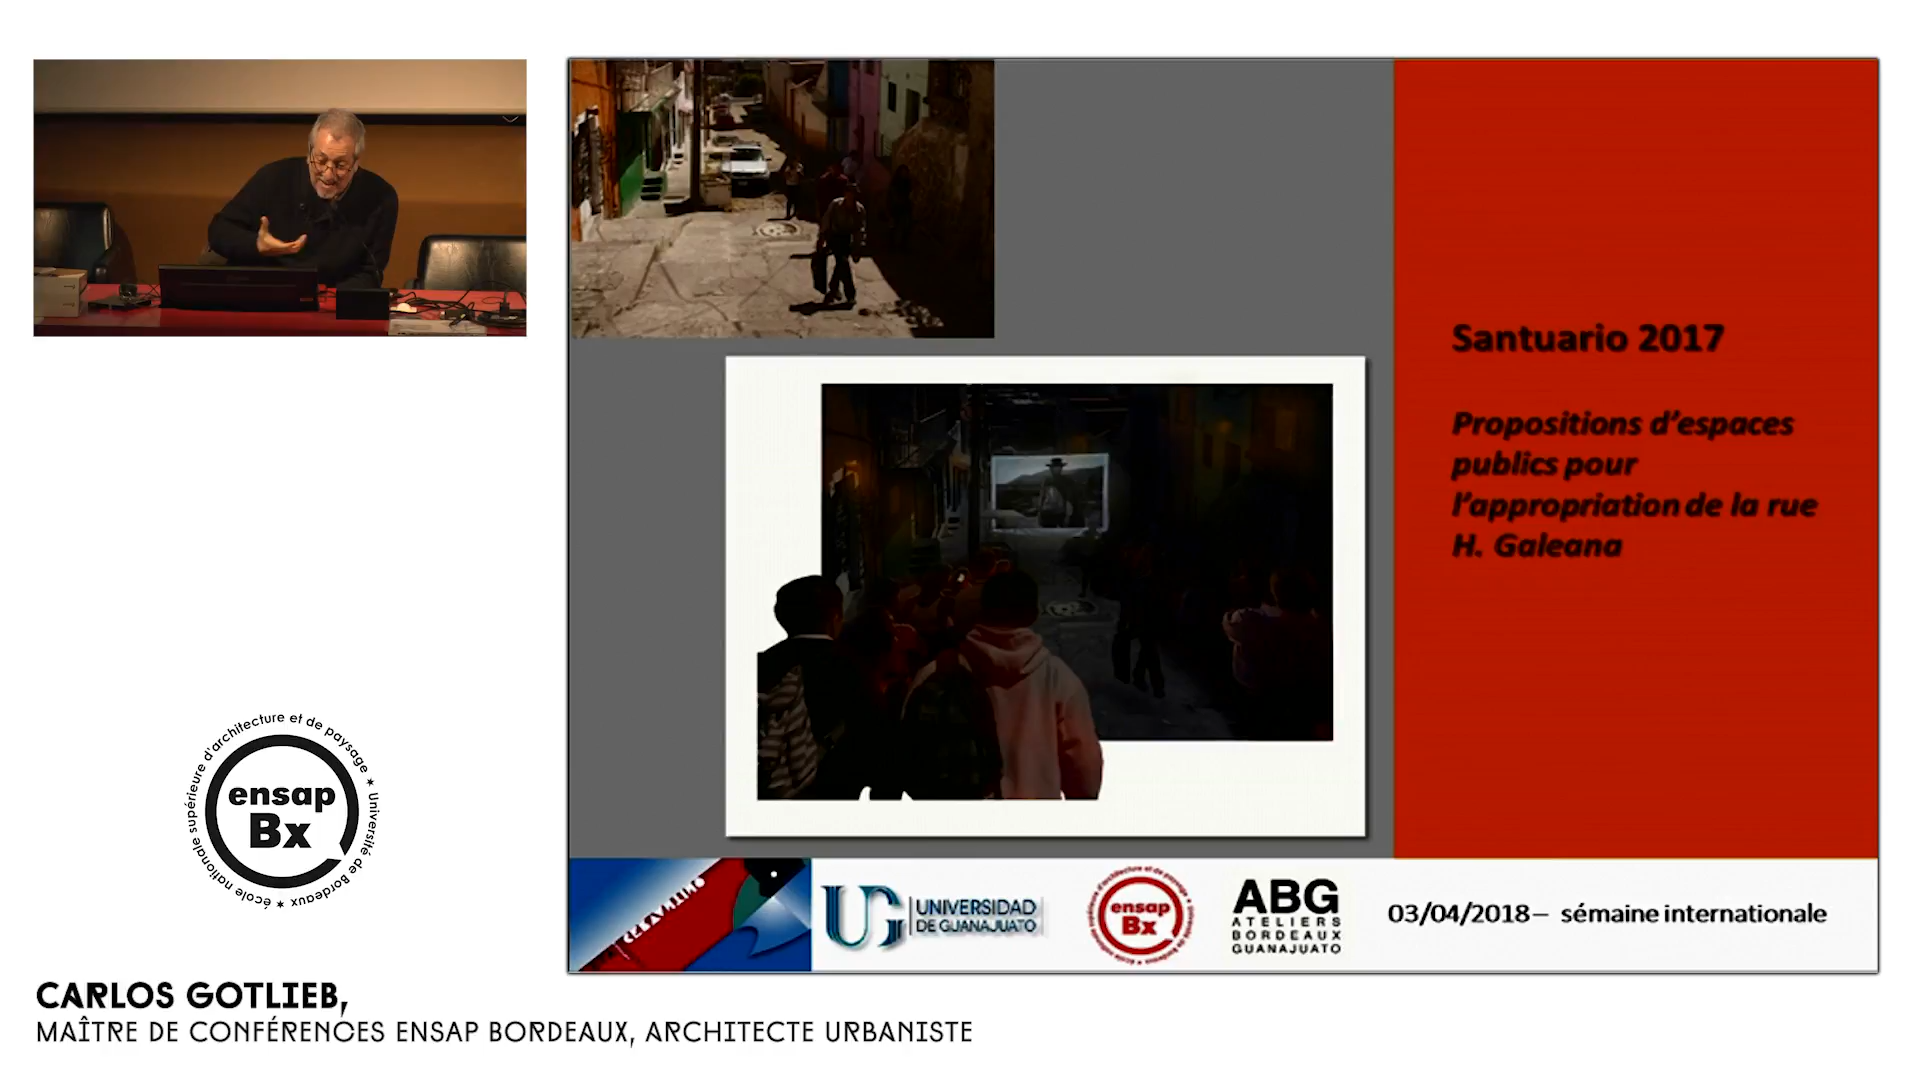 Santuario 2017
Propositions d'espaces
publics pour
l'appropriation de la rue
H. Galeana
UNIVERSIDAD
DE GUANAJUATO
ensap
Bx
ABG
ATELIERS
BORDEAUX
GUANAJUATO
03/04/2018 – sémaine internationale
école nationale supérieure d'architecture et de paysage ★ Université de Bordeaux ★
ensap
Bx
CARLOS GOTLIEB,
MAÎTRE DE CONFÉRENCES ENSAP BORDEAUX, ARCHITECTE URBANISTE